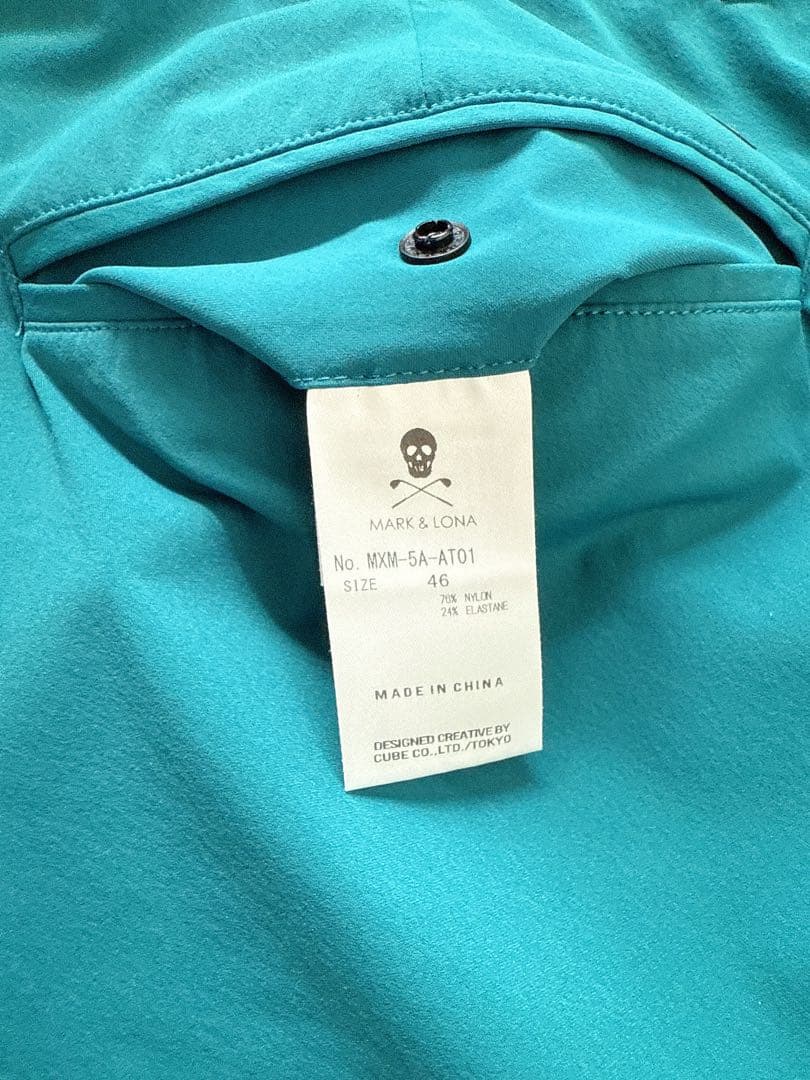 MARK & LONA
No. MXM-5A-AT01
SIZE 46
76% NYLON
24% ELASTANE
MADE IN CHINA
DESIGNED CREATIVE BY
CUBE CO.,LTD./TOKYO